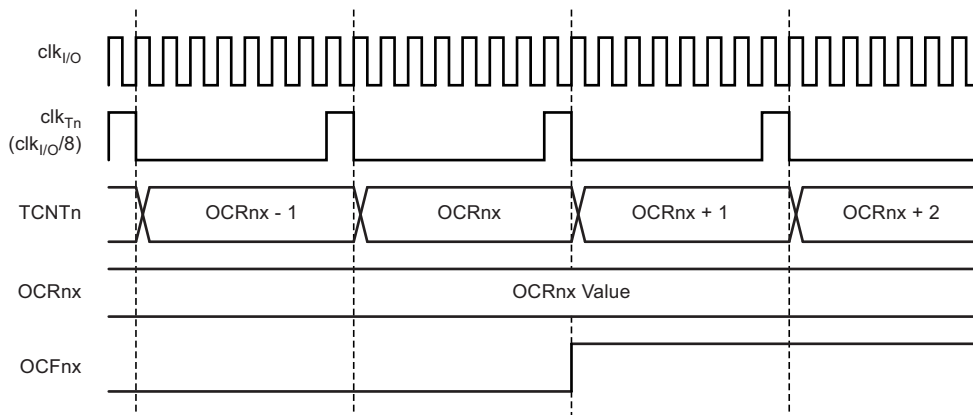 clkI/O
clkTn
(clkI/O/8)
TCNTn OCRnx - 1 OCRnx OCRnx + 1 OCRnx + 2
OCRnx OCRnx Value
OCFnx